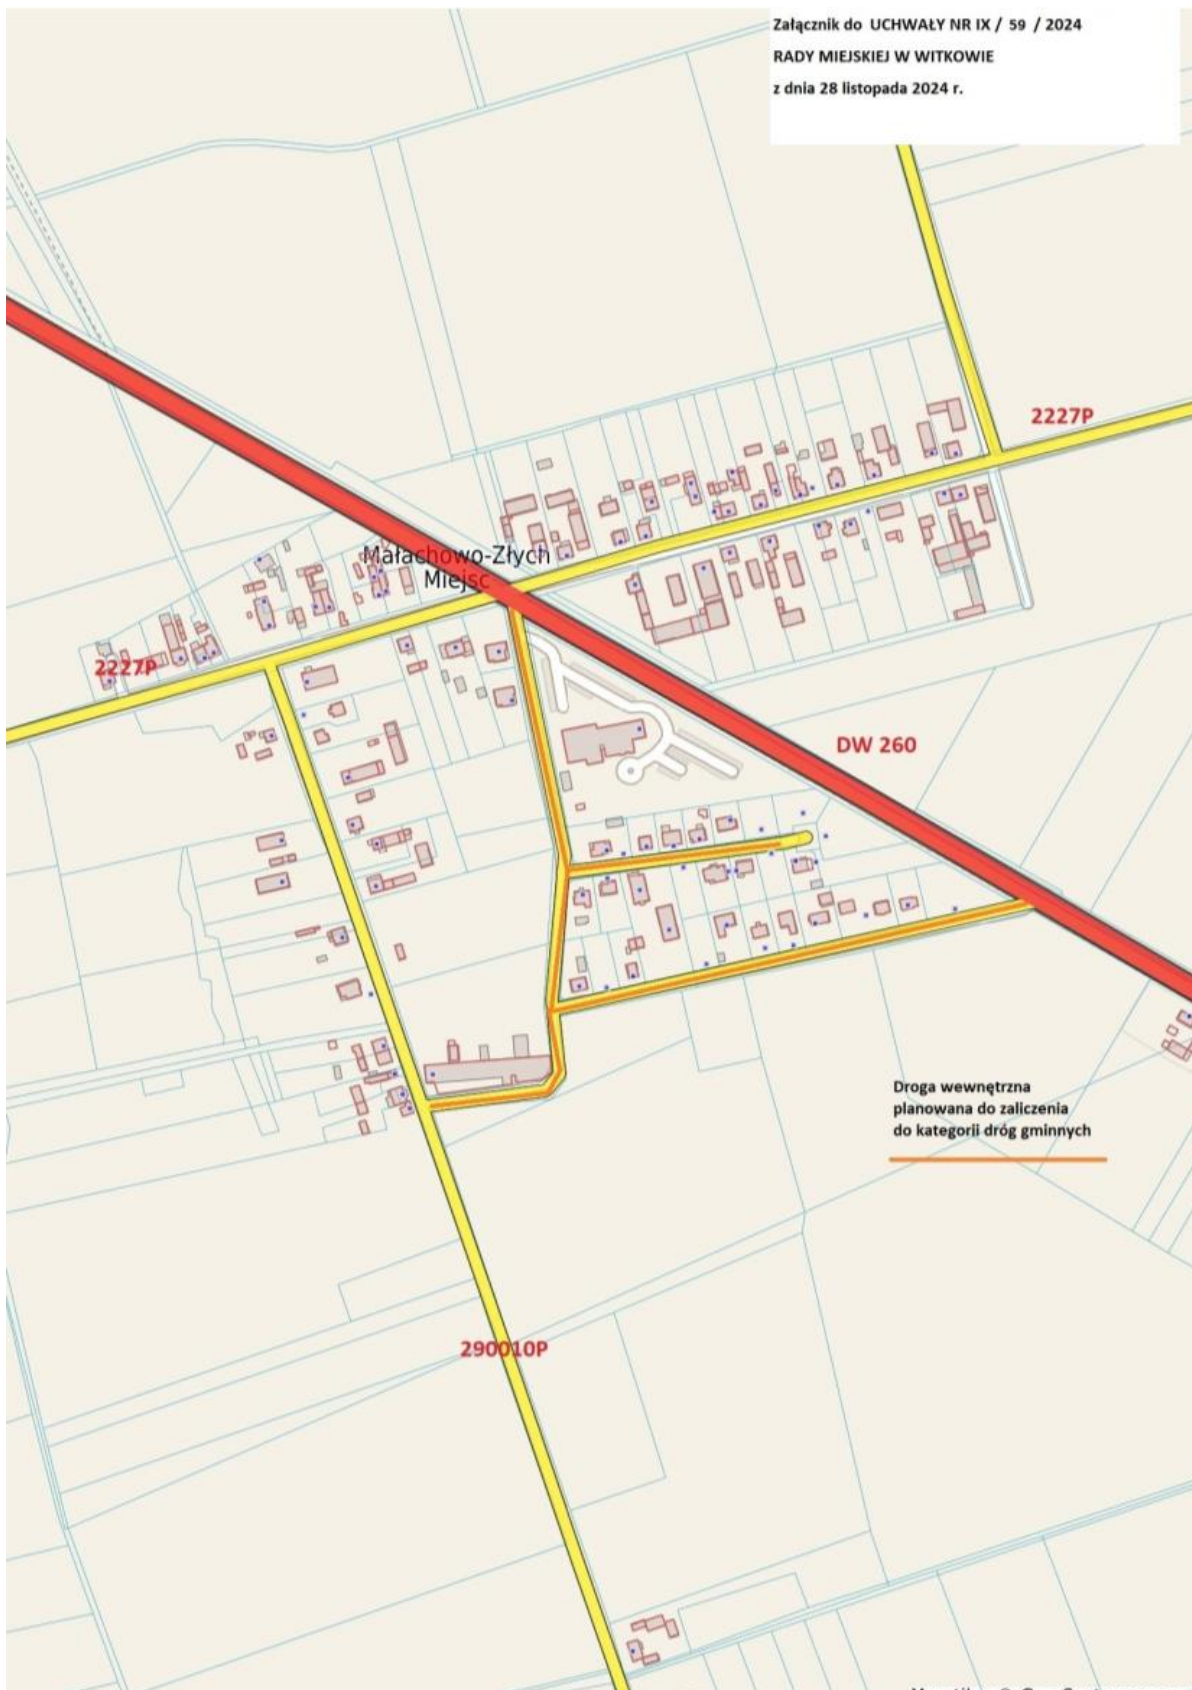 Załącznik do UCHWAŁY NR IX / 59 / 2024
RADY MIEJSKIEJ W WITKOWIE
z dnia 28 listopada 2024 r.
2227P
Małachowo-Złych
Miejsc
2227P
DW 260
Droga wewnętrzna
planowana do zaliczenia
do kategorii dróg gminnych
290010P